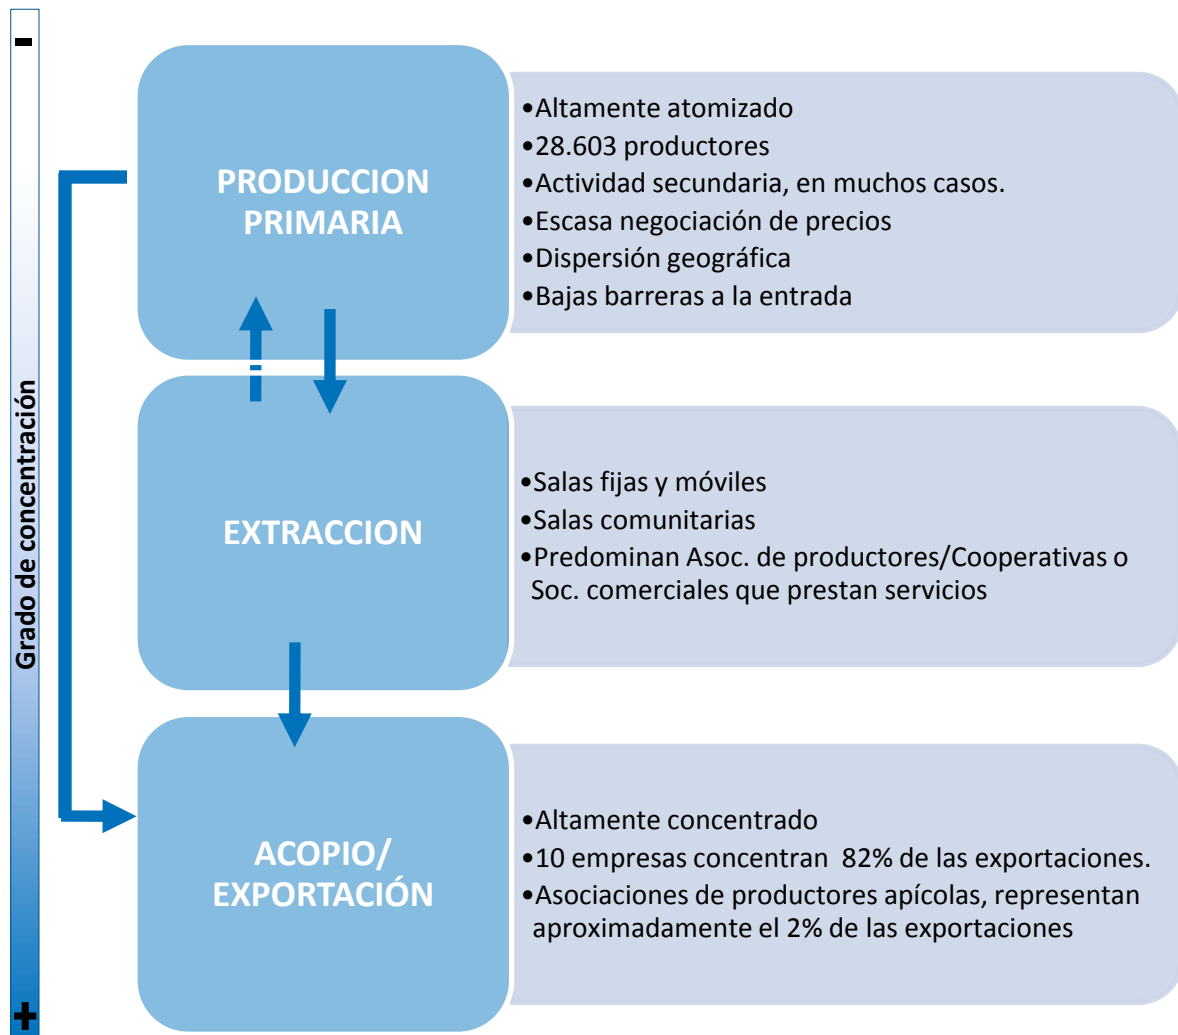 -
Grado de concentración
+
PRODUCCION
PRIMARIA
•Altamente atomizado
•28.603 productores
•Actividad secundaria, en muchos casos.
•Escasa negociación de precios
•Dispersión geográfica
•Bajas barreras a la entrada
EXTRACCION
•Salas fijas y móviles
•Salas comunitarias
•Predominan Asoc. de productores/Cooperativas o
Soc. comerciales que prestan servicios
ACOPIO/
EXPORTACIÓN
•Altamente concentrado
•10 empresas concentran 82% de las exportaciones.
•Asociaciones de productores apícolas, representan
aproximadamente el 2% de las exportaciones